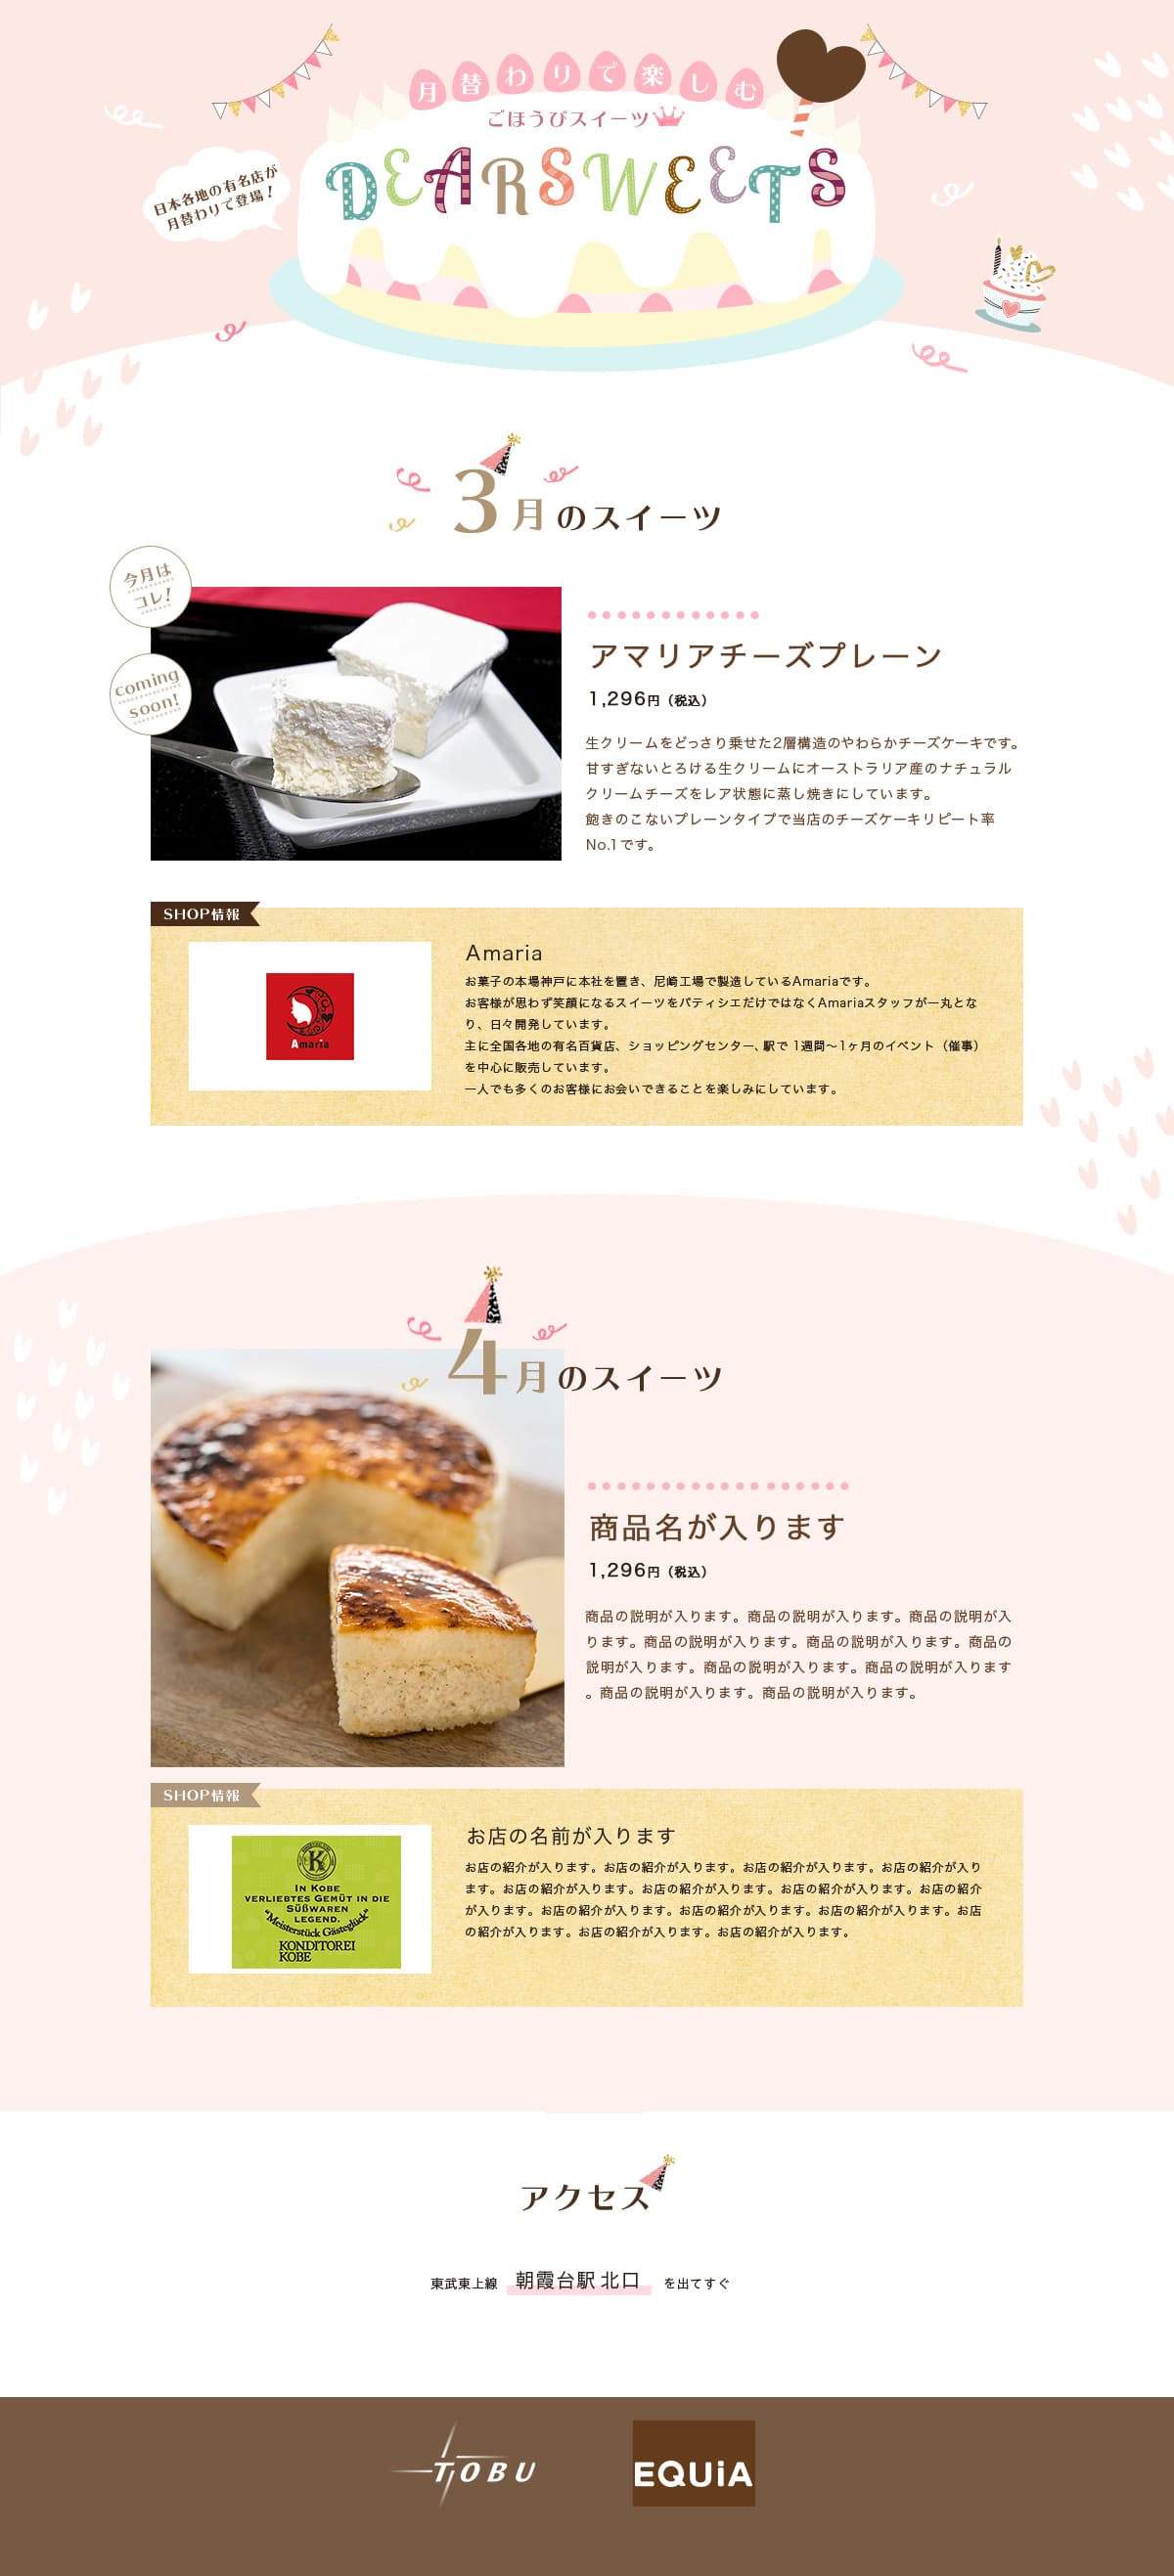 月替わりで楽しむ
ごほうびスイーツ
DEARSWEETS
日本各地の有名店が
月替わりで登場！
3月のスイーツ
今月は
コレ！
coming
soon!
アマリアチーズプレーン
1,296円（税込）
生クリームをどっさり乗せた2層構造のやわらかチーズケーキです。
甘すぎないとろける生クリームにオーストラリア産のナチュラル
クリームチーズをレア状態に蒸し焼きにしています。
飽きのこないプレーンタイプで当店のチーズケーキリピート率
No.1です。
SHOP情報
Amaria
Amaria
お菓子の本場神戸に本社を置き、尼崎工場で製造しているAmariaです。
お客様が思わず笑顔になるスイーツをパティシエだけではなくAmariaスタッフが一丸とな
り、日々開発しています。
主に全国各地の有名百貨店、ショッピングセンター、駅で 1週間〜1ヶ月のイベント（催事）
を中心に販売しています。
一人でも多くのお客様にお会いできることを楽しみにしています。
4月のスイーツ
商品名が入ります
1,296円（税込）
商品の説明が入ります。商品の説明が入ります。商品の説明が入
ります。商品の説明が入ります。商品の説明が入ります。商品の
説明が入ります。商品の説明が入ります。商品の説明が入ります
。商品の説明が入ります。商品の説明が入ります。
SHOP情報
K
IN KOBE
VERLIEBTES GEMÜT IN DIE
SÜßWAREN
LEGEND.
"Meisterstück Gästeglück"
KONDITOREI
KOBE
お店の名前が入ります
お店の紹介が入ります。お店の紹介が入ります。お店の紹介が入ります。お店の紹介が入り
ます。お店の紹介が入ります。お店の紹介が入ります。お店の紹介が入ります。お店の紹介
が入ります。お店の紹介が入ります。お店の紹介が入ります。お店の紹介が入ります。お店
の紹介が入ります。お店の紹介が入ります。お店の紹介が入ります。
アクセス
東武東上線 朝霞台駅 北口 を出てすぐ
TOBU
EQUiA